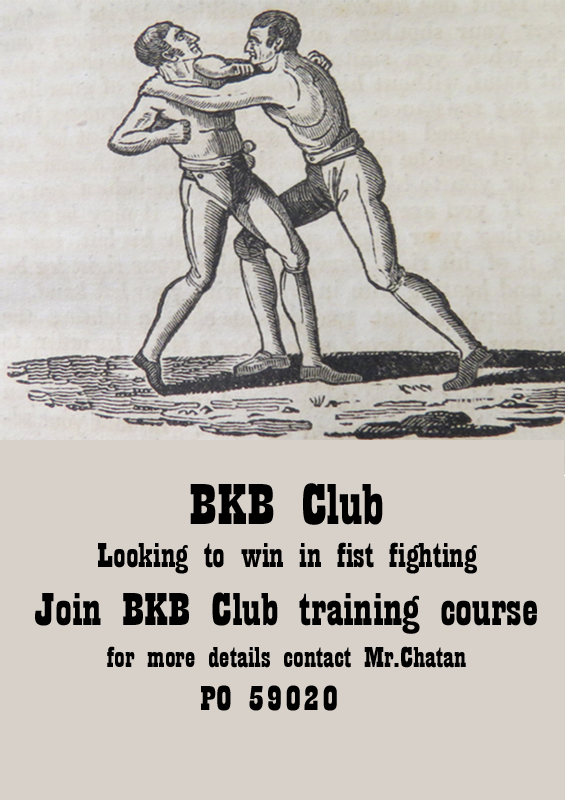 BKB Club
Looking to win in fist fighting
Join BKB Club training course
for more details contact Mr.Chatan
PO 59020